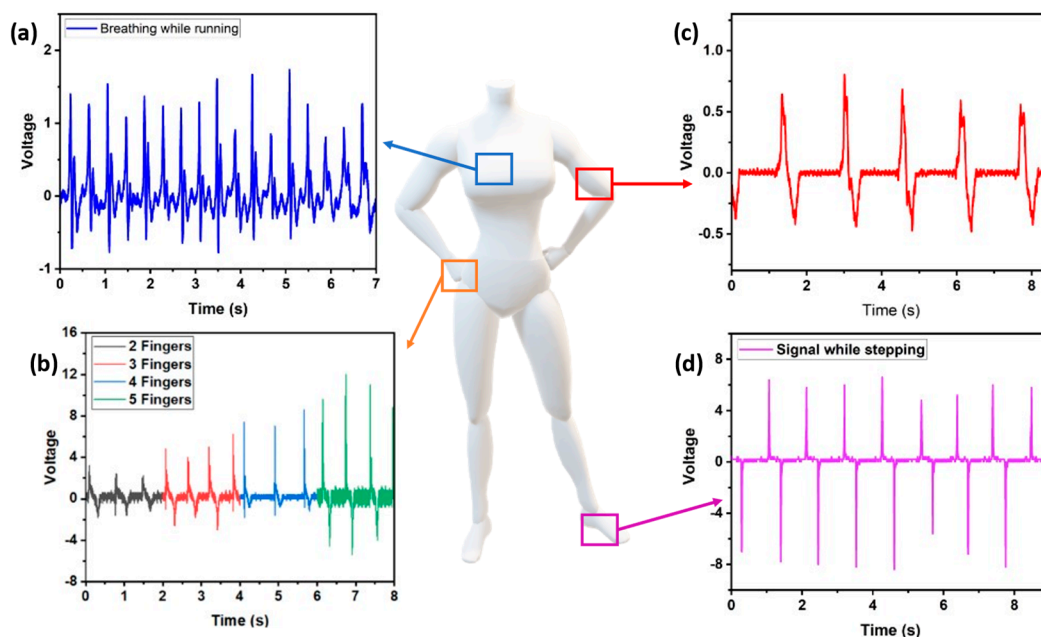 (a)
Breathing while running
Voltage
2
1
0
-1
0 1 2 3 4 5 6 7
Time (s)
(c)
Voltage
1.0
0.5
0.0
-0.5
0 2 4 6 8
Time (s)
(b)
2 Fingers
3 Fingers
4 Fingers
5 Fingers
Voltage
16
12
8
4
0
-4
-8
0 1 2 3 4 5 6 7 8
Time (s)
(d)
Signal while stepping
Voltage
8
4
0
-4
-8
0 2 4 6 8
Time (s)